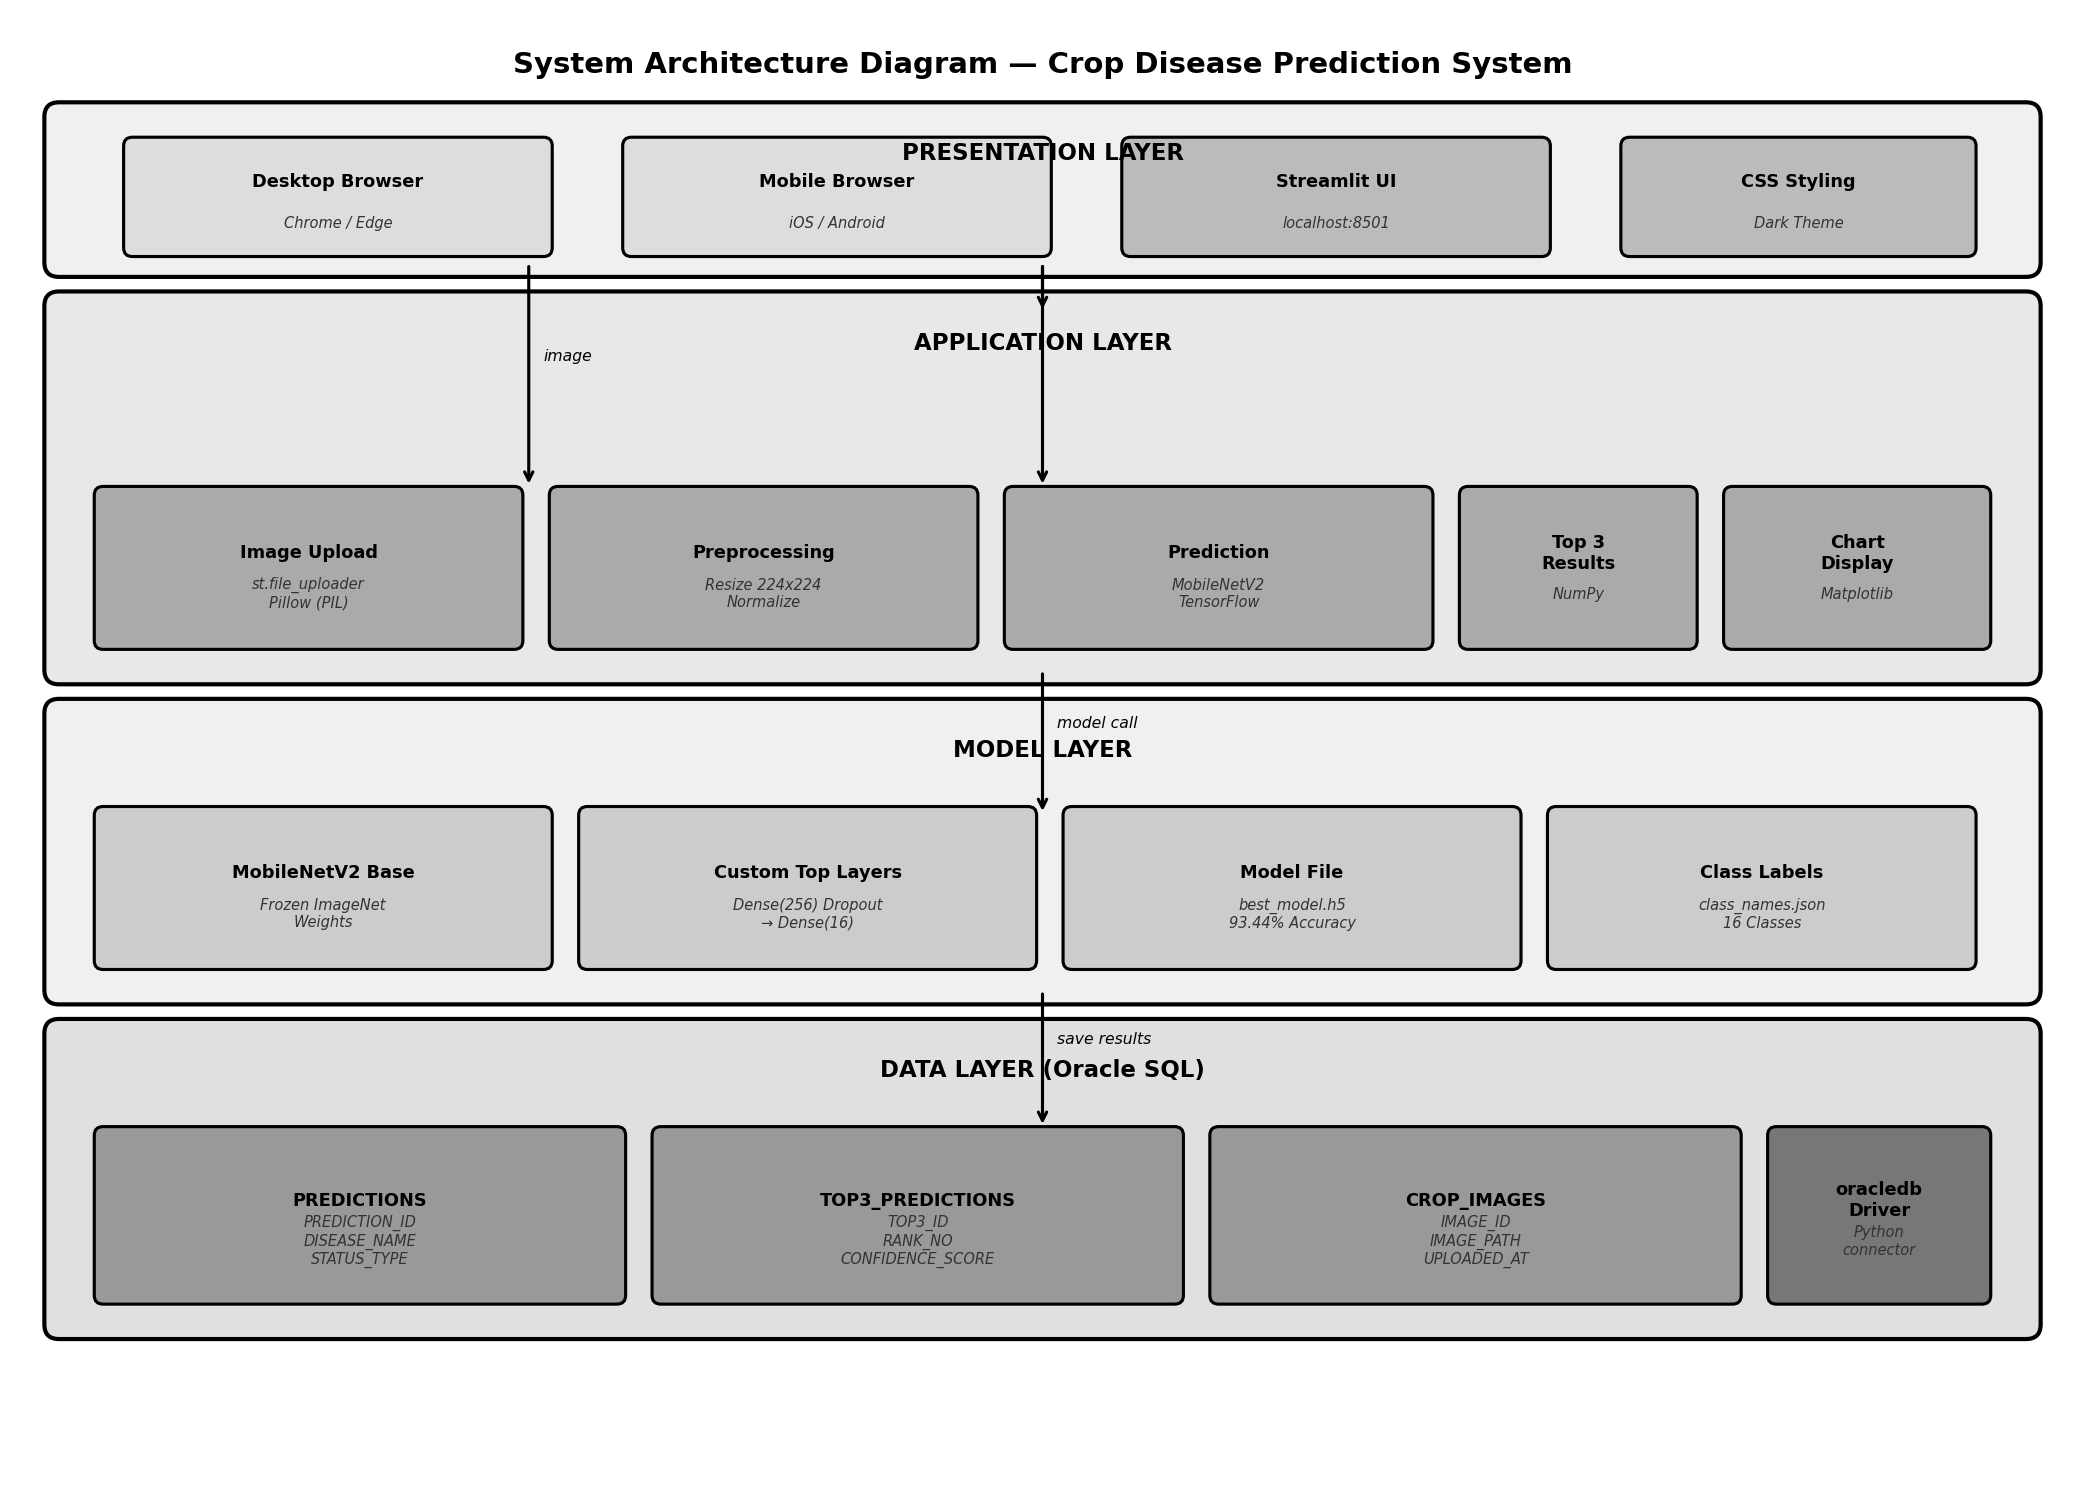 System Architecture Diagram — Crop Disease Prediction System
PRESENTATION LAYER
Desktop Browser
Chrome / Edge
Mobile Browser
iOS / Android
Streamlit UI
localhost:8501
CSS Styling
Dark Theme
APPLICATION LAYER
image
Image Upload
st.file_uploader
Pillow (PIL)
Preprocessing
Resize 224x224
Normalize
Prediction
MobileNetV2
TensorFlow
Top 3
Results
NumPy
Chart
Display
Matplotlib
model call
MODEL LAYER
MobileNetV2 Base
Frozen ImageNet
Weights
Custom Top Layers
Dense(256) Dropout
→ Dense(16)
Model File
best_model.h5
93.44% Accuracy
Class Labels
class_names.json
16 Classes
save results
DATA LAYER (Oracle SQL)
PREDICTIONS
PREDICTION_ID
DISEASE_NAME
STATUS_TYPE
TOP3_PREDICTIONS
TOP3_ID
RANK_NO
CONFIDENCE_SCORE
CROP_IMAGES
IMAGE_ID
IMAGE_PATH
UPLOADED_AT
oracledb
Driver
Python
connector